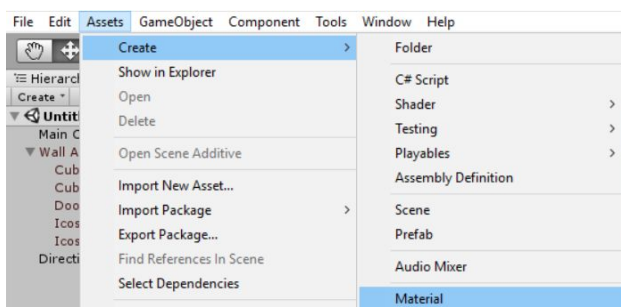 File Edit Assets GameObject Component Tools Window Help
Create
Show in Explorer
Open
Delete
Open Scene Additive
Import New Asset...
Import Package
Export Package...
Find References In Scene
Select Dependencies
Folder
C# Script
Shader
Testing
Playables
Assembly Definition
Scene
Prefab
Audio Mixer
Material
Hierarcl
Create
Untit
Main C
Wall A
Cub
Cub
Doo
Icos
Icos
Directi